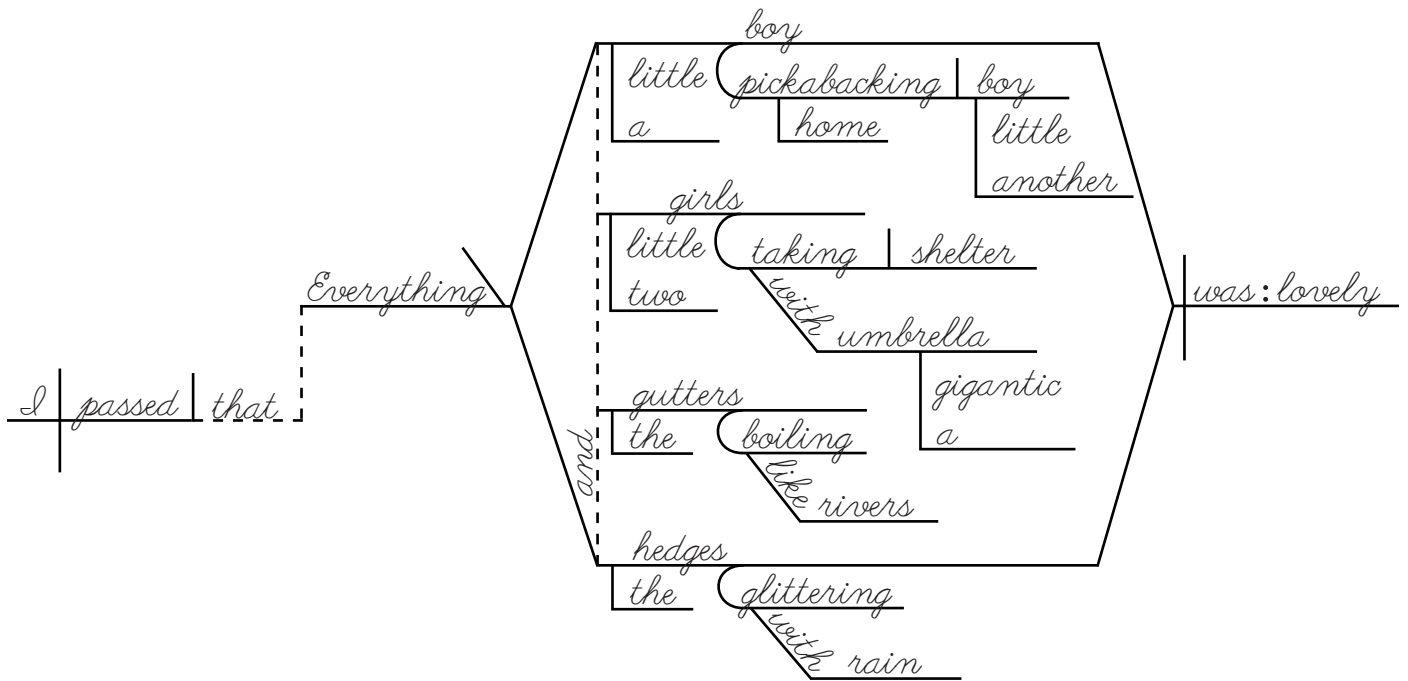 boy
little pickabacking boy
a home little
another
girls
little taking shelter
Everything two with was : lovely
umbrella
I passed that gutters gigantic
and the boiling a
like rivers
hedges
the glittering
with rain